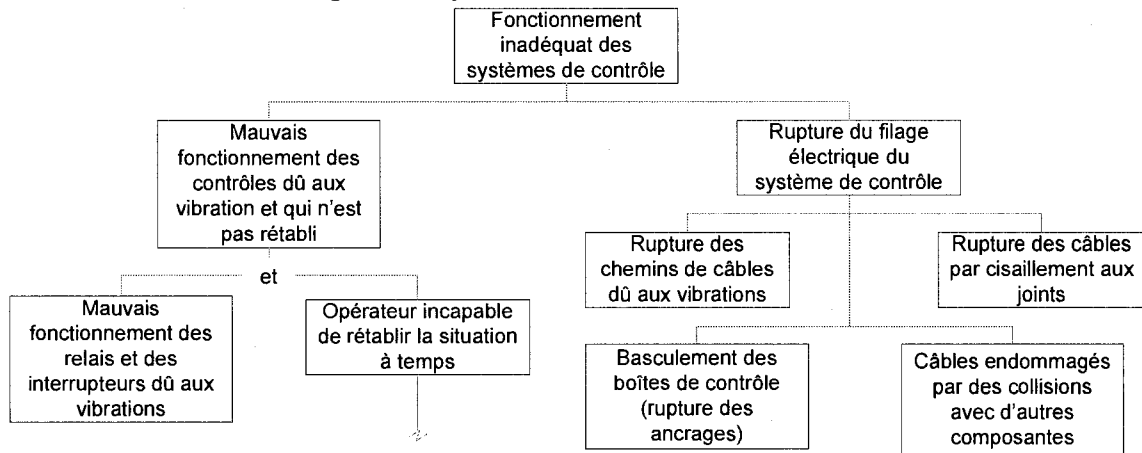 Fonctionnement
inadéquat des
systèmes de contrôle
Mauvais
fonctionnement des
contrôles dû aux
vibration et qui n'est
pas rétabli
Rupture du filage
électrique du
système de contrôle
et
Mauvais
fonctionnement des
relais et des
interrupteurs dû aux
vibrations
Opérateur incapable
de rétablir la situation
à temps
Rupture des
chemins de câbles
dû aux vibrations
Rupture des câbles
par cisaillement aux
joints
Basculement des
boîtes de contrôle
(rupture des
ancrages)
Câbles endommagés
par des collisions
avec d'autres
composantes